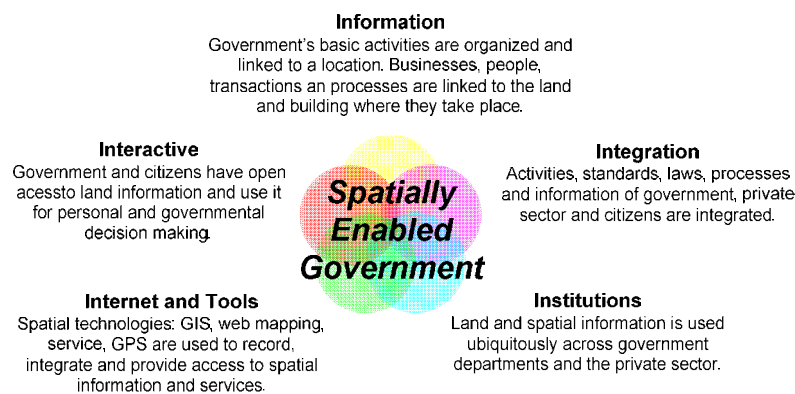 Information
Government's basic activities are organized and
linked to a location. Businesses, people,
transactions an processes are linked to the land
and building where they take place.
Interactive
Government and citizens have open
acessto land information and use it
for personal and governmental
decision making.
Integration
Activities, standards, laws, processes
and information of government, private
sector and citizens are integrated.
Spatially
Enabled
Government
Internet and Tools
Spatial technologies: GIS, web mapping,
service, GPS are used to record,
integrate and provide access to spatial
information and services.
Institutions
Land and spatial information is used
ubiquitously across government
departments and the private sector.